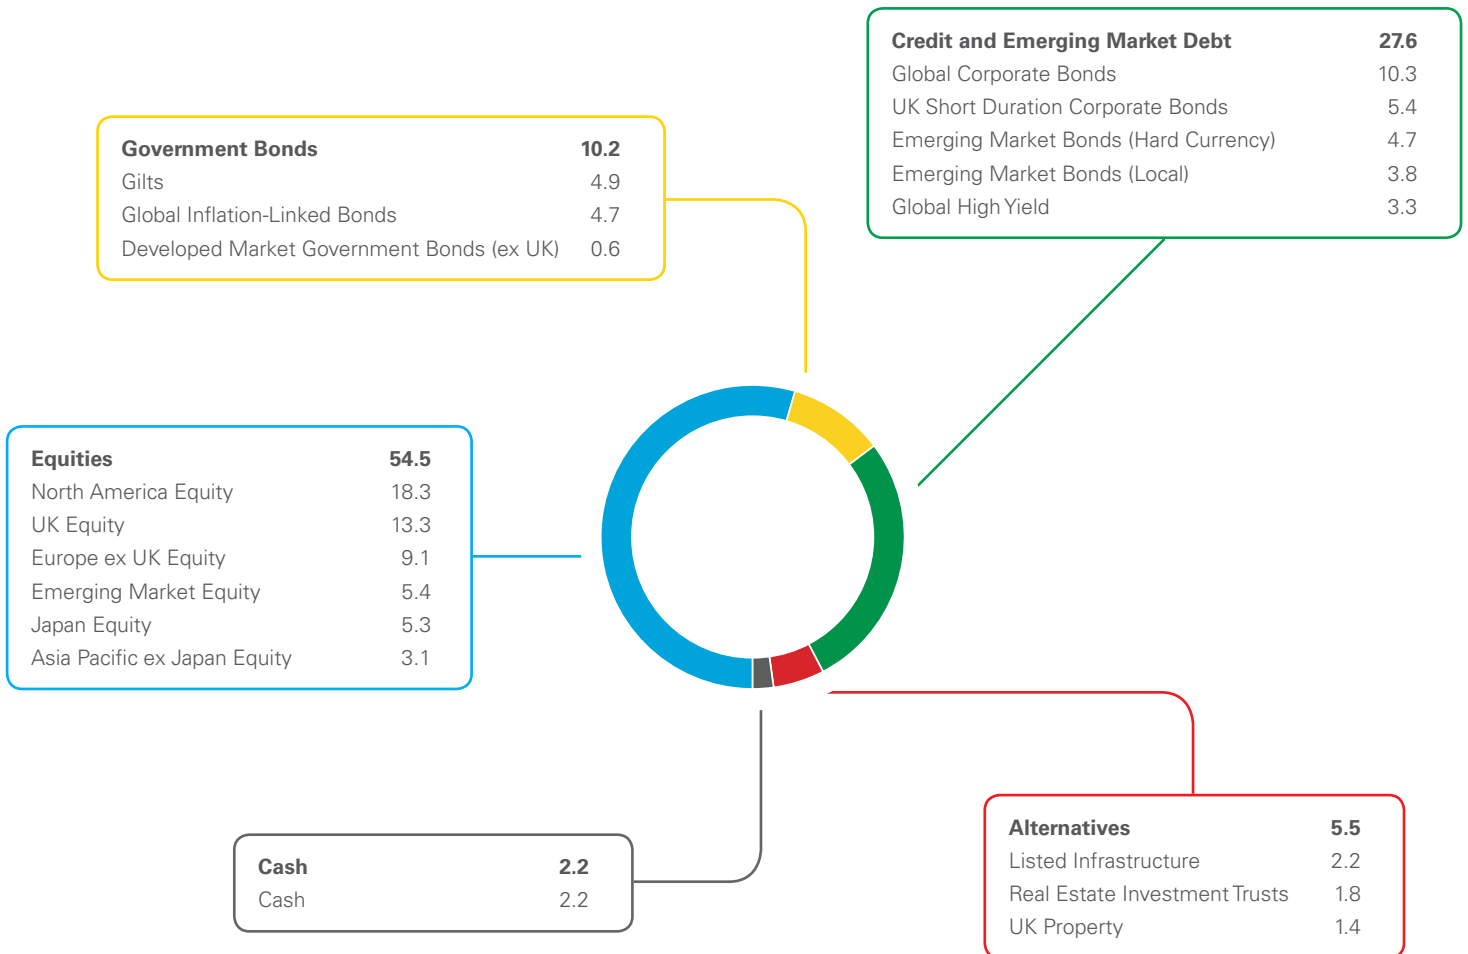 Credit and Emerging Market Debt 27.6
Global Corporate Bonds 10.3
UK Short Duration Corporate Bonds 5.4
Emerging Market Bonds (Hard Currency) 4.7
Emerging Market Bonds (Local) 3.8
Global High Yield 3.3
Government Bonds 10.2
Gilts 4.9
Global Inflation-Linked Bonds 4.7
Developed Market Government Bonds (ex UK) 0.6
Equities 54.5
North America Equity 18.3
UK Equity 13.3
Europe ex UK Equity 9.1
Emerging Market Equity 5.4
Japan Equity 5.3
Asia Pacific ex Japan Equity 3.1
Alternatives 5.5
Listed Infrastructure 2.2
Real Estate Investment Trusts 1.8
UK Property 1.4
Cash 2.2
Cash 2.2